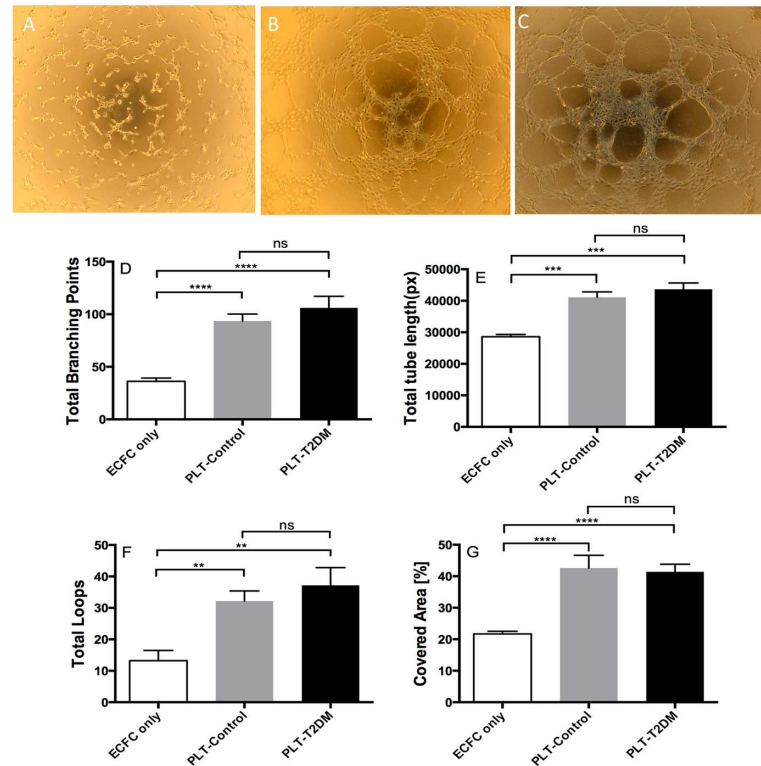 A
B
C
D
Total Branching Points
150
100
50
0
ns
****
****
ECFC only
PLT-Control
PLT-T2DM
E
Total tube length(px)
50000
40000
30000
20000
10000
0
ns
***
***
ECFC only
PLT-Control
PLT-T2DM
F
Total Loops
50
40
30
20
10
0
ns
**
**
ECFC only
PLT-Control
PLT-T2DM
G
Covered Area [%]
50
40
30
20
10
0
ns
****
****
ECFC only
PLT-Control
PLT-T2DM